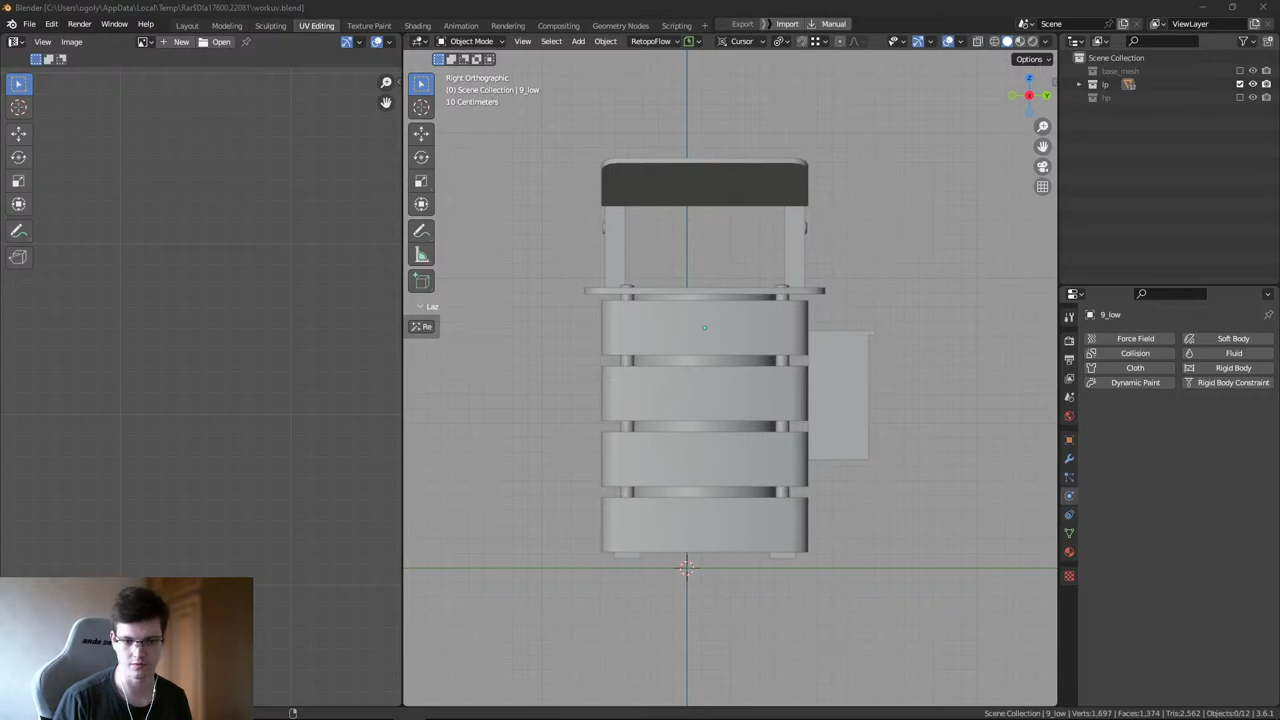 Blender [C:\Users\ogoly\AppData\Local\Temp\Rar$DIa17600.22081\workuv.blend]
File Edit Render Window Help Layout Modeling Sculpting UV Editing Texture Paint Shading Animation Rendering Compositing Geometry Nodes Scripting Export Import Manual Scene ViewLayer
View Image New Open Object Mode View Select Add Object RetopoFlow Cursor
Options
Right Orthographic
(0) Scene Collection | 9_low
10 Centimeters
Z
X
Y
Laz
Re
Scene Collection
base_mesh
lp
hp
9_low
Force Field Soft Body
Collision Fluid
Cloth Rigid Body
Dynamic Paint Rigid Body Constraint
Scene Collection | 9_low | Verts:1,697 | Faces:1,374 | Tris:2,562 | Objects:0/12 | 3.6.1